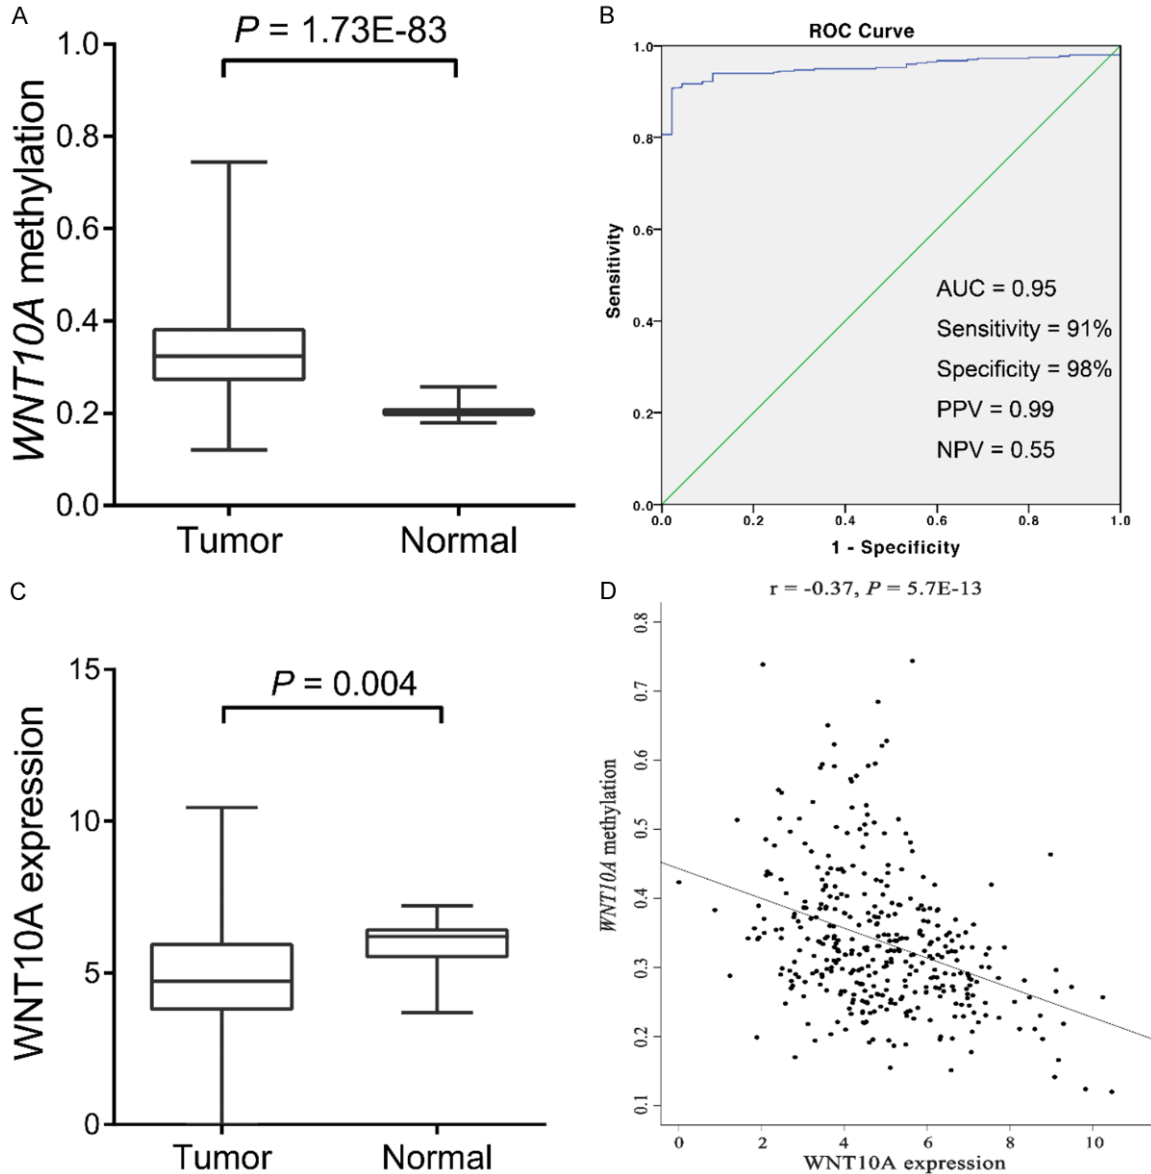 A
P = 1.73E-83
WNT10A methylation
1.0
0.8
0.6
0.4
0.2
0.0
Tumor
Normal
B
ROC Curve
Sensitivity
1.0
0.8
0.6
0.4
0.2
0.0
AUC = 0.95
Sensitivity = 91%
Specificity = 98%
PPV = 0.99
NPV = 0.55
0.0 0.2 0.4 0.6 0.8 1.0
1 - Specificity
C
P = 0.004
WNT10A expression
15
10
5
0
Tumor
Normal
D
r = -0.37, P = 5.7E-13
WNT10A methylation
0.8
0.7
0.6
0.5
0.4
0.3
0.2
0.1
0 2 4 6 8 10
WNT10A expression